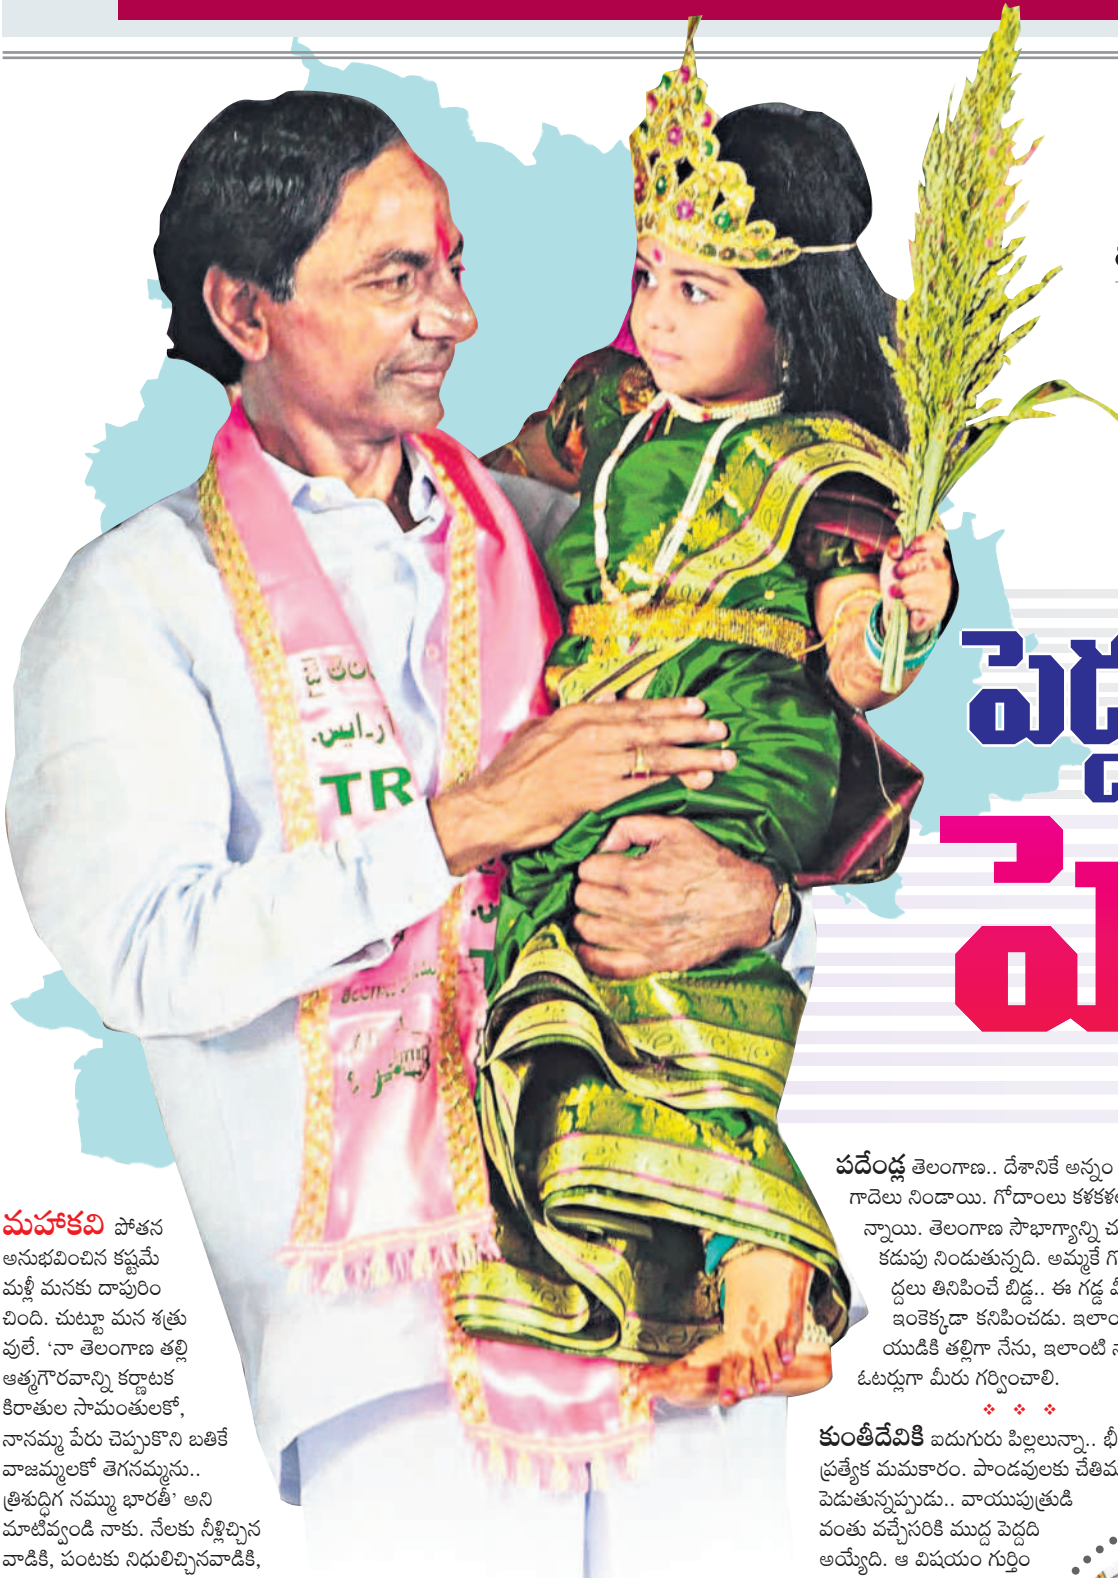 TR
పెద్ద
పె
మహాకవి పోతన
అనుభవించిన కష్టమే
మళ్లీ మనకు దాపురిం
చింది. చుట్టూ మన శత్రు
వులే. ‘నా తెలంగాణ తల్లి
ఆత్మగౌరవాన్ని కర్ణాటక
కిరాతుల సామంతులకో,
నానమ్మ పేరు చెప్పుకొని బతికే
వాజమ్మలకో తెగనమ్మను..
త్రిశుద్ధిగ నమ్ము భారతీ’ అని
మాటివ్వండి నాకు. నేలకు నీళ్లిచ్చిన
వాడికి, పంటకు నిధులిచ్చినవాడికి,
పదేండ్ల తెలంగాణ.. దేశానికే అన్నం
గాదెలు నిండాయి. గోదాంలు కళకళ
న్నాయి. తెలంగాణ సౌభాగ్యాన్ని చు
కడుపు నిండుతున్నది. అమ్మకే గో
ద్దలు తినిపించే బిడ్డ.. ఈ గడ్డ
ఇంకెక్కడా కనిపించడు. ఇలాం
యుడికి తల్లిగా నేను, ఇలాంటి
ఓటర్లుగా మీరు గర్వించాలి.
కుంతీదేవికి ఐదుగురు పిల్లలున్నా.. భీ
ప్రత్యేక మమకారం. పాండవులకు చేతిము
పెడుతున్నప్పుడు.. వాయుపుత్రుడి
వంతు వచ్చేసరికి ముద్ద పెద్దది
అయ్యేది. ఆ విషయం గుర్తిం